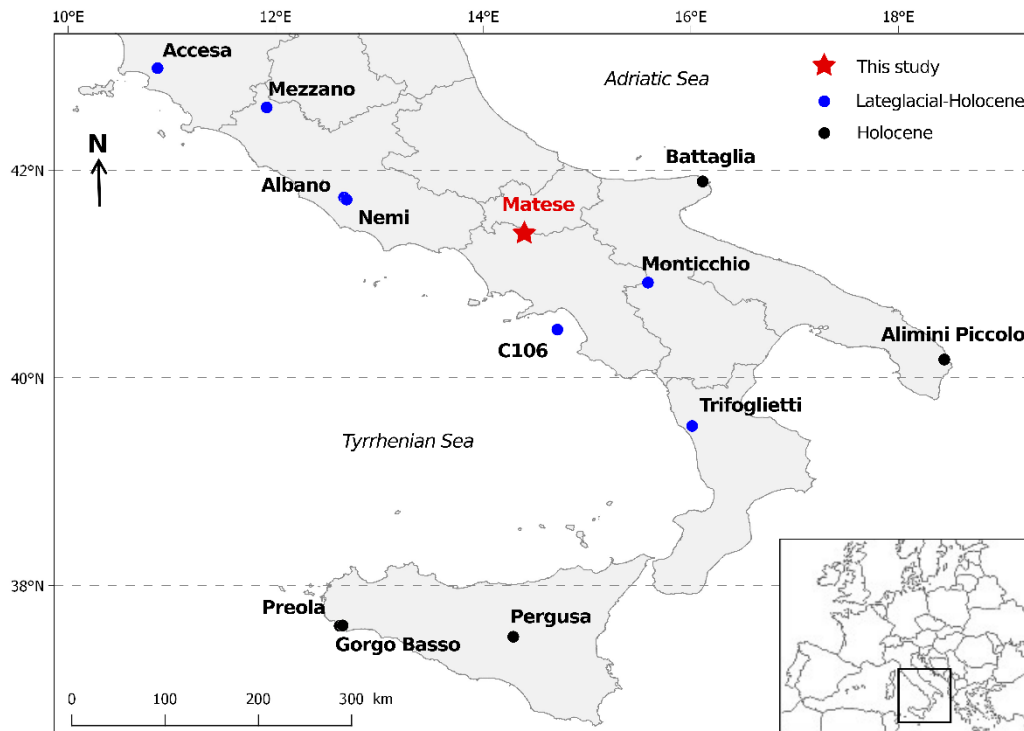 10°E 12°E 14°E 16°E 18°E
Accesa
Adriatic Sea
This study
Mezzano
Lateglacial-Holocene
N
Holocene
Battaglia
42°N
Albano
Matese
Nemi
Monticchio
Alimini Piccolo
C106
40°N
Trifoglietti
Tyrrhenian Sea
38°N
Preola
Pergusa
Gorgo Basso
0 100 200 300 km